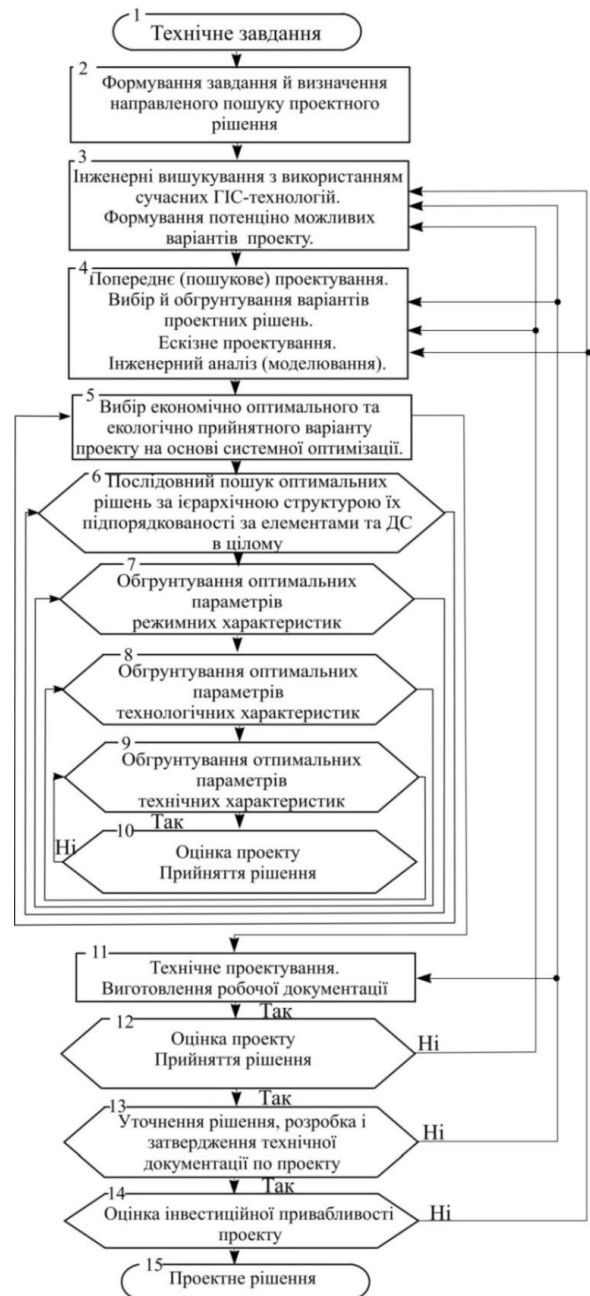 1
Технічне завдання
2
Формування завдання й визначення
направленого пошуку проектного
рішення
3
Інженерні вишукування з використанням
сучасних ГІС-технологій.
Формування потенціно можливих
варіантів проекту.
4
Попереднє (пошукове) проектування.
Вибір й обгрунтування варіантів
проектних рішень.
Ескізне проектування.
Інженерний аналіз (моделювання).
5
Вибір економічно оптимального та
екологічно прийнятного варіанту
проекту на основі системної оптимізації.
6
Послідовний пошук оптимальних
рішень за ієрархічною структурою їх
підпорядкованості за елементами та ДС
в цілому
7
Обгрунтування оптимальних
параметрів
режимних характеристик
8
Обгрунтування оптимальних
параметрів
технологічних характеристик
9
Обгрунтування отпимальних
параметрів
технічних характеристик
Так
10
Ні
Оцінка проекту
Прийняття рішення
11
Технічне проектування.
Виготовлення робочої документації
Так
12
Оцінка проекту
Прийняття рішення
Ні
Так
13
Уточнення рішення, розробка і
затвердження технічної
документації по проекту
Ні
Так
14
Оцінка інвестиційної привабливості
проекту
Ні
15
Проектне рішення